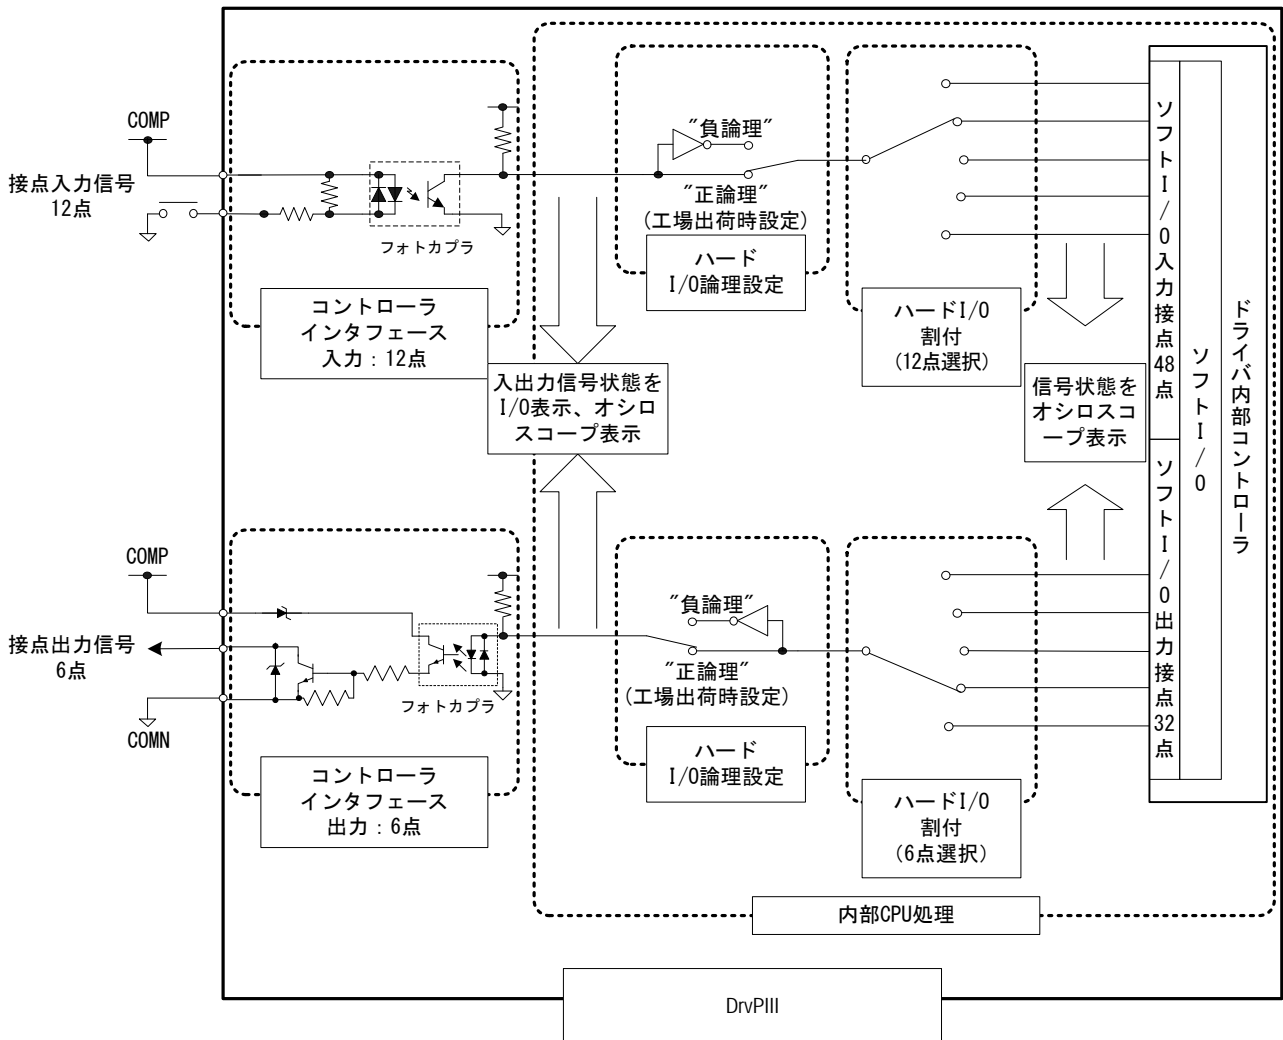 COMP
接点入力信号
12点
フォトカプラ
コントローラ
インタフェース
入力：12点
"負論理"
"正論理"
(工場出荷時設定)
ハード
I/O論理設定
ハードI/O
割付
(12点選択)
入出力信号状態を
I/O表示、オシロ
スコープ表示
信号状態を
オシロスコ
ープ表示
ソフトI/O入力接点48点
ソフトI/O出力接点32点
ソフトI/O
ドライバ内部コントローラ
COMP
接点出力信号
6点
COMN
フォトカプラ
コントローラ
インタフェース
出力：6点
"負論理"
"正論理"
(工場出荷時設定)
ハード
I/O論理設定
ハードI/O
割付
(6点選択)
内部CPU処理
DrvPIII